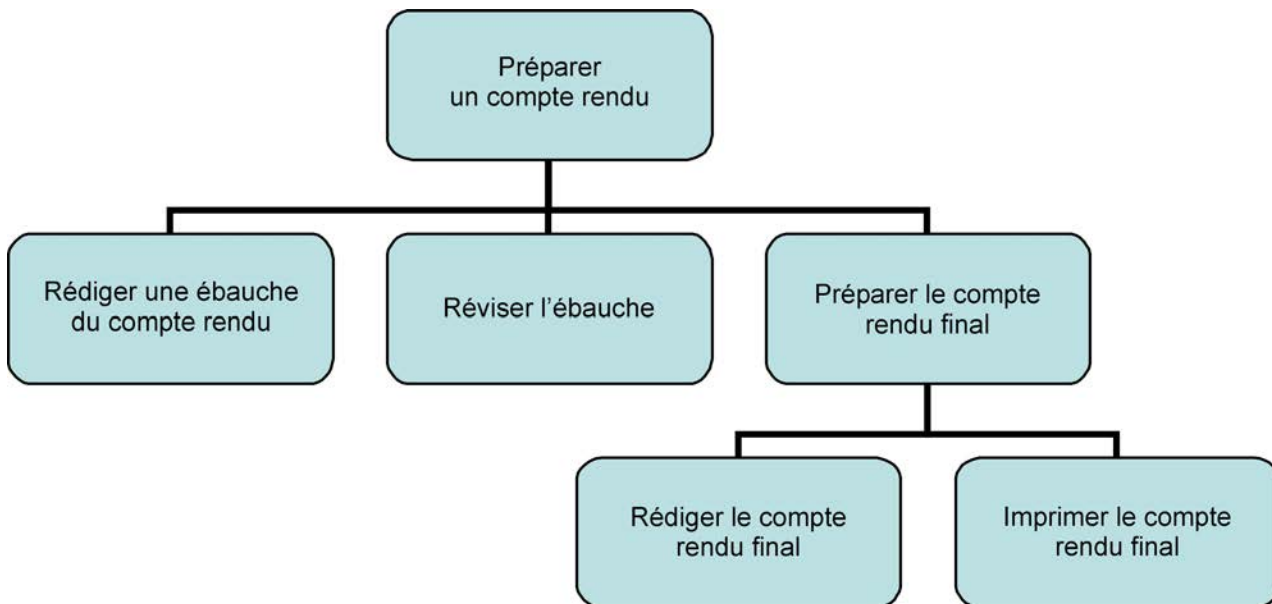 Préparer
un compte rendu
Rédiger une ébauche
du compte rendu
Réviser l’ébauche
Préparer le compte
rendu final
Rédiger le compte
rendu final
Imprimer le compte
rendu final